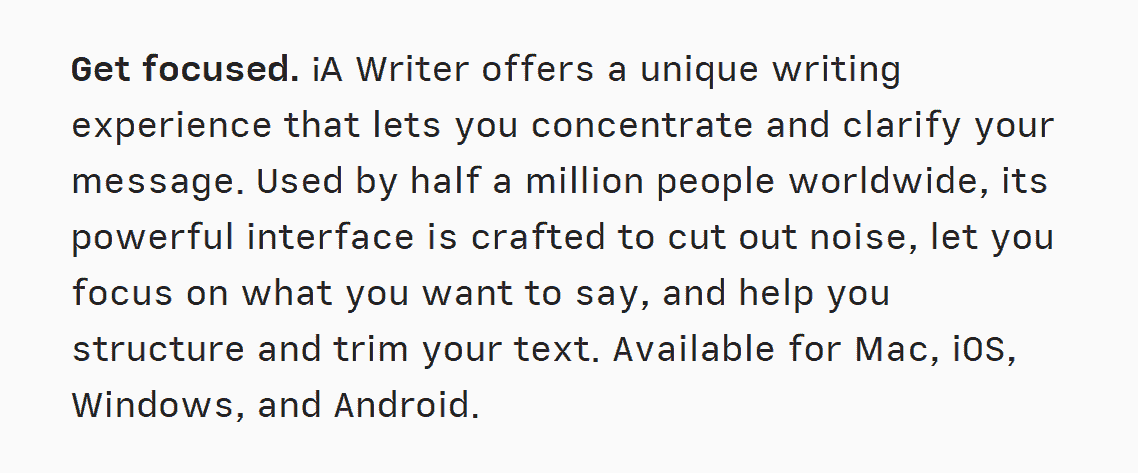 Get focused. iA Writer offers a unique writing
experience that lets you concentrate and clarify your
message. Used by half a million people worldwide, its
powerful interface is crafted to cut out noise, let you
focus on what you want to say, and help you
structure and trim your text. Available for Mac, iOS,
Windows, and Android.